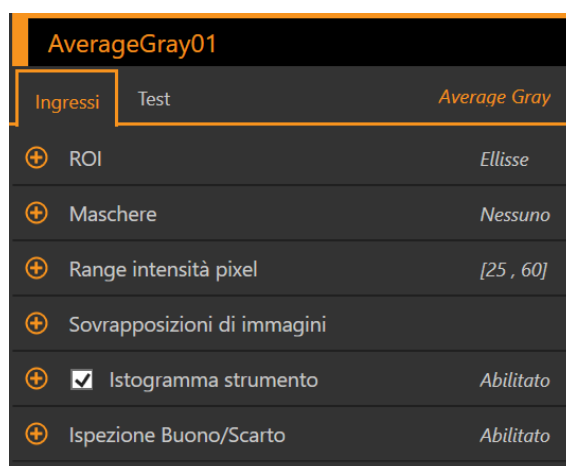 AverageGray01
Ingressi Test Average Gray
ROI Ellisse
Maschere Nessuno
Range intensità pixel [25 , 60]
Sovrapposizioni di immagini
Istogramma strumento Abilitato
Ispezione Buono/Scarto Abilitato